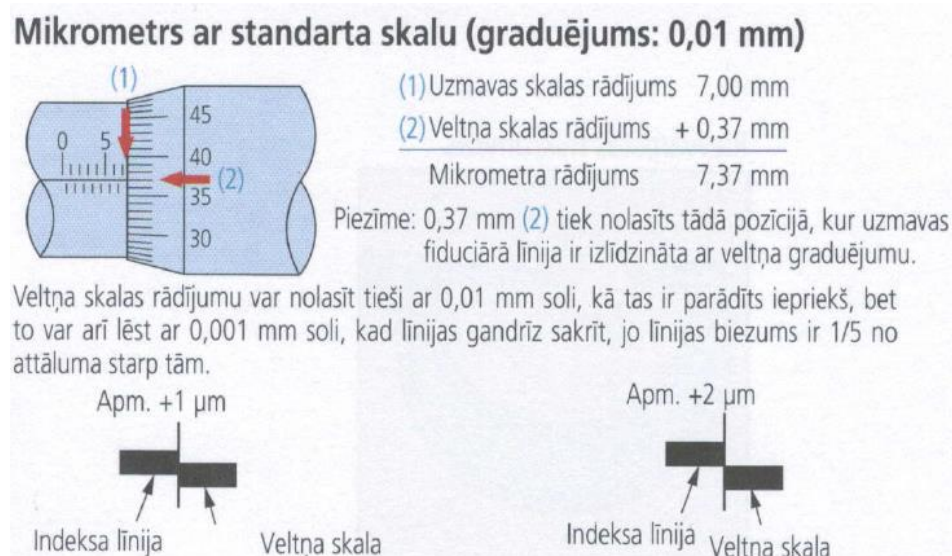 Mikrometrs ar standarta skalu (graduējums: 0,01 mm)
(1)
0 5
45
40
35
30
(2)
(1) Uzmavas skalas rādījums 7,00 mm
(2) Veltņa skalas rādījums + 0,37 mm
Mikrometra rādījums 7,37 mm
Piezīme: 0,37 mm (2) tiek nolasīts tādā pozīcijā, kur uzmavas
fiduciārā līnija ir izlīdzināta ar veltņa graduējumu.
Veltņa skalas rādījumu var nolasīt tieši ar 0,01 mm soli, kā tas ir parādīts iepriekš, bet
to var arī lēst ar 0,001 mm soli, kad līnijas gandrīz sakrīt, jo līnijas biezums ir 1/5 no
attāluma starp tām.
Apm. +1 µm
Indeksa līnija
Veltņa skala
Apm. +2 µm
Indeksa līnija
Veltņa skala